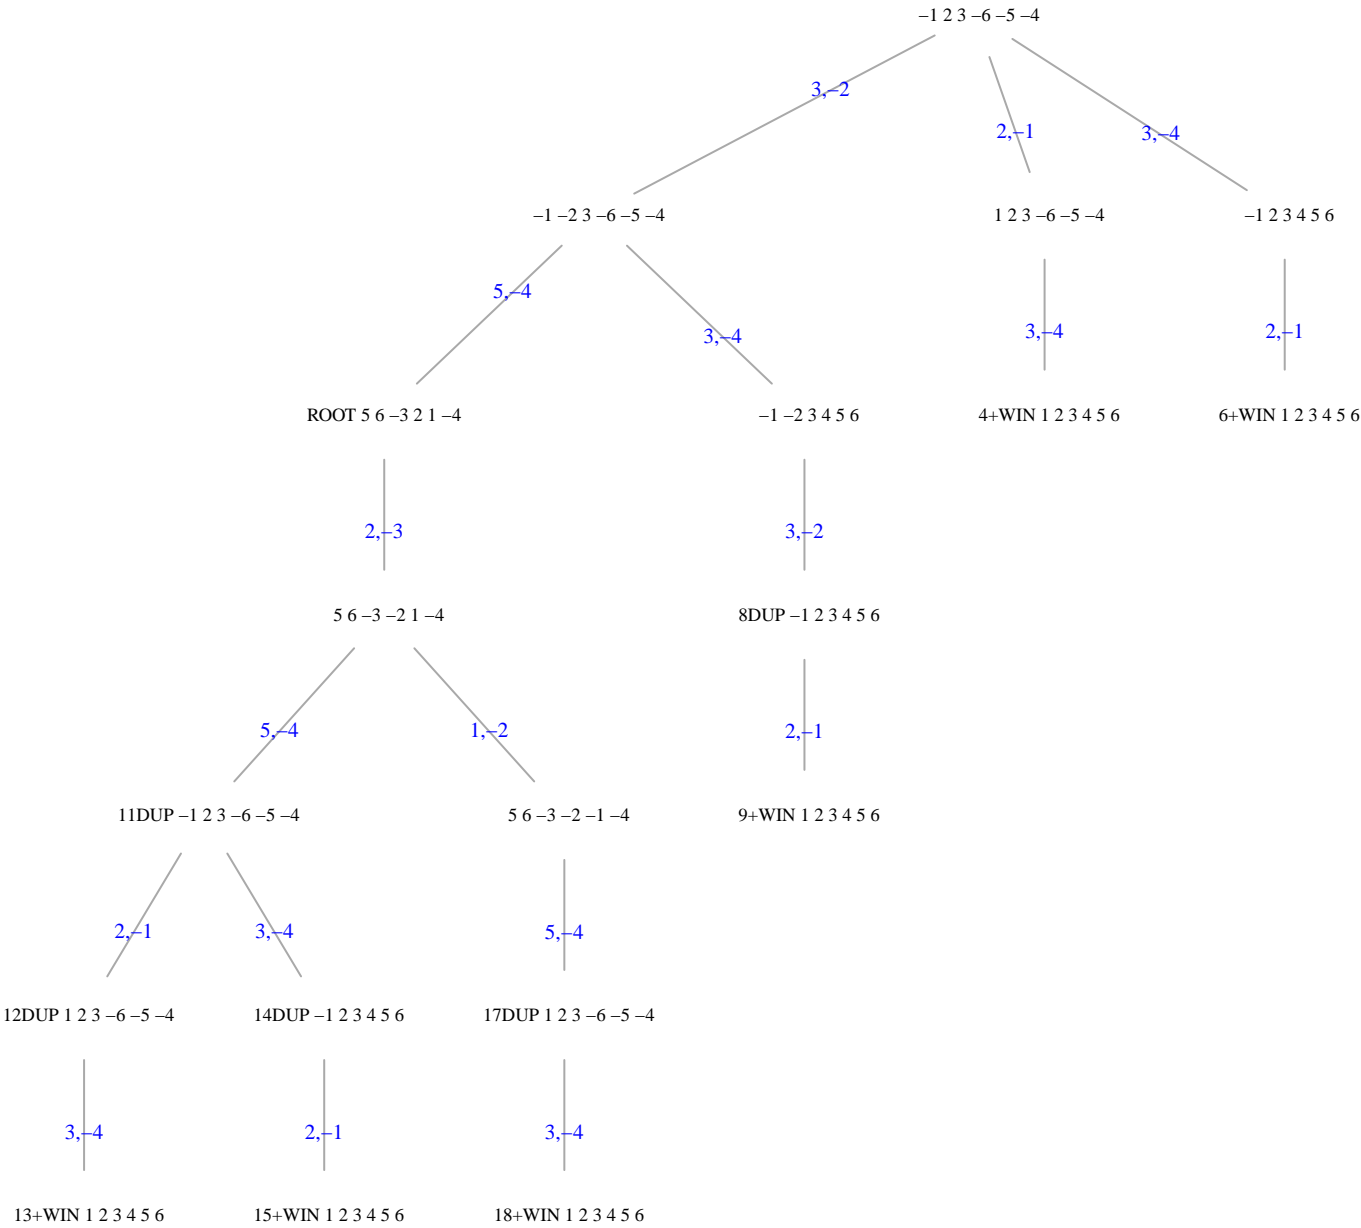 –1 2 3 –6 –5 –4
3,–2
2,–1
3,–4
–1 –2 3 –6 –5 –4
1 2 3 –6 –5 –4
–1 2 3 4 5 6
5,–4
3,–4
3,–4
2,–1
ROOT 5 6 –3 2 1 –4
–1 –2 3 4 5 6
4+WIN 1 2 3 4 5 6
6+WIN 1 2 3 4 5 6
2,–3
3,–2
5 6 –3 –2 1 –4
8DUP –1 2 3 4 5 6
5,–4
1,–2
2,–1
11DUP –1 2 3 –6 –5 –4
5 6 –3 –2 –1 –4
9+WIN 1 2 3 4 5 6
2,–1
3,–4
5,–4
12DUP 1 2 3 –6 –5 –4
14DUP –1 2 3 4 5 6
17DUP 1 2 3 –6 –5 –4
3,–4
2,–1
3,–4
13+WIN 1 2 3 4 5 6
15+WIN 1 2 3 4 5 6
18+WIN 1 2 3 4 5 6